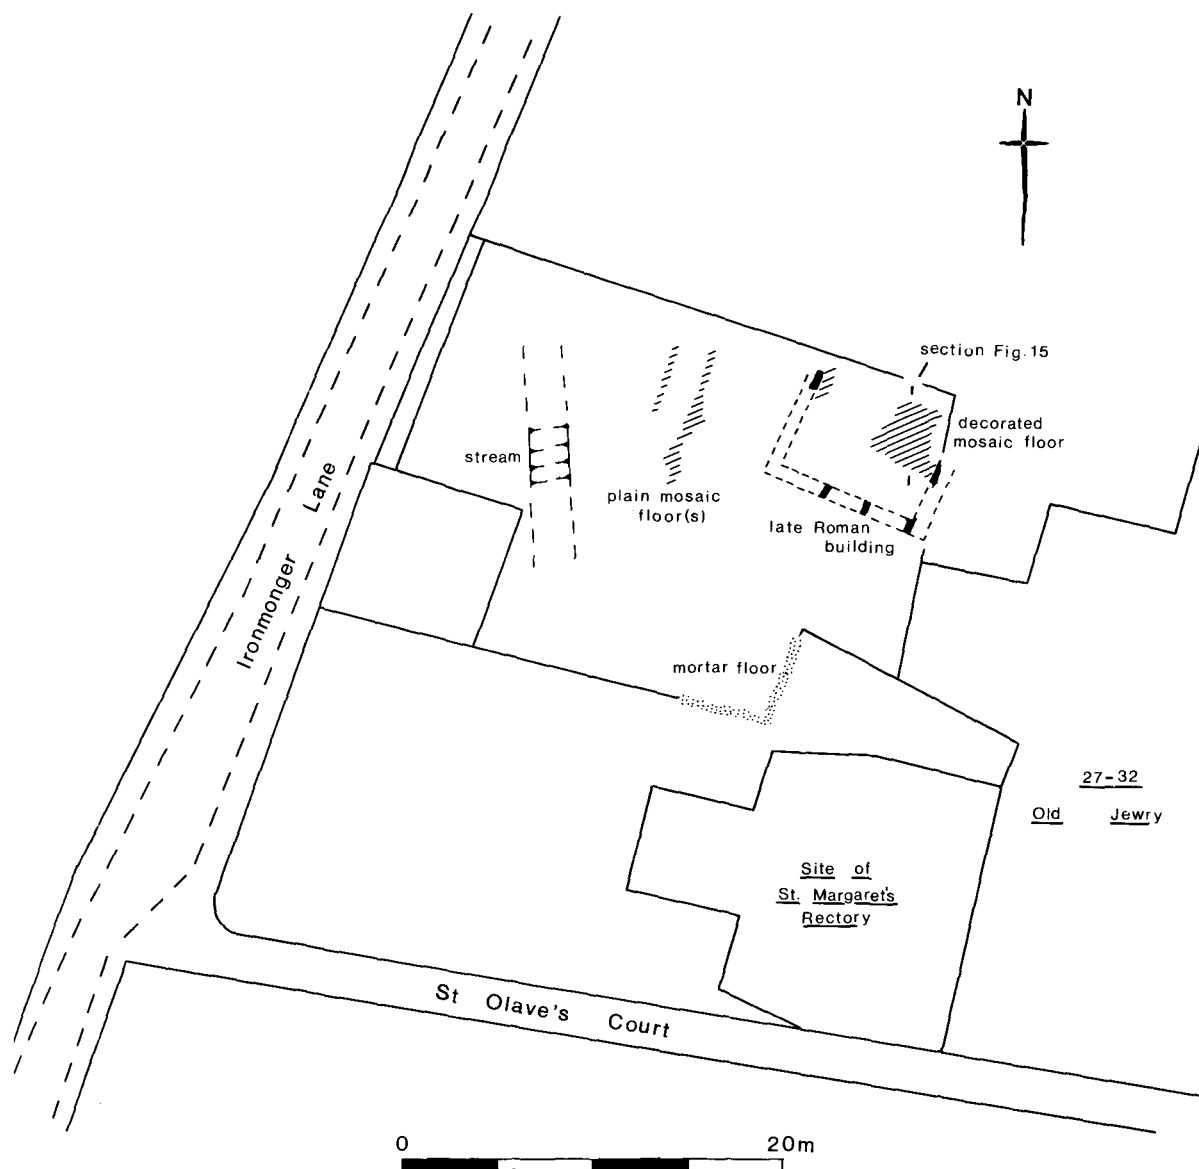 N
section Fig. 15
decorated
mosaic floor
stream
plain mosaic
floor(s)
late Roman
building
Ironmonger Lane
mortar floor
27-32
Old Jewry
Site of
St. Margaret's
Rectory
St Olave's Court
0 20m